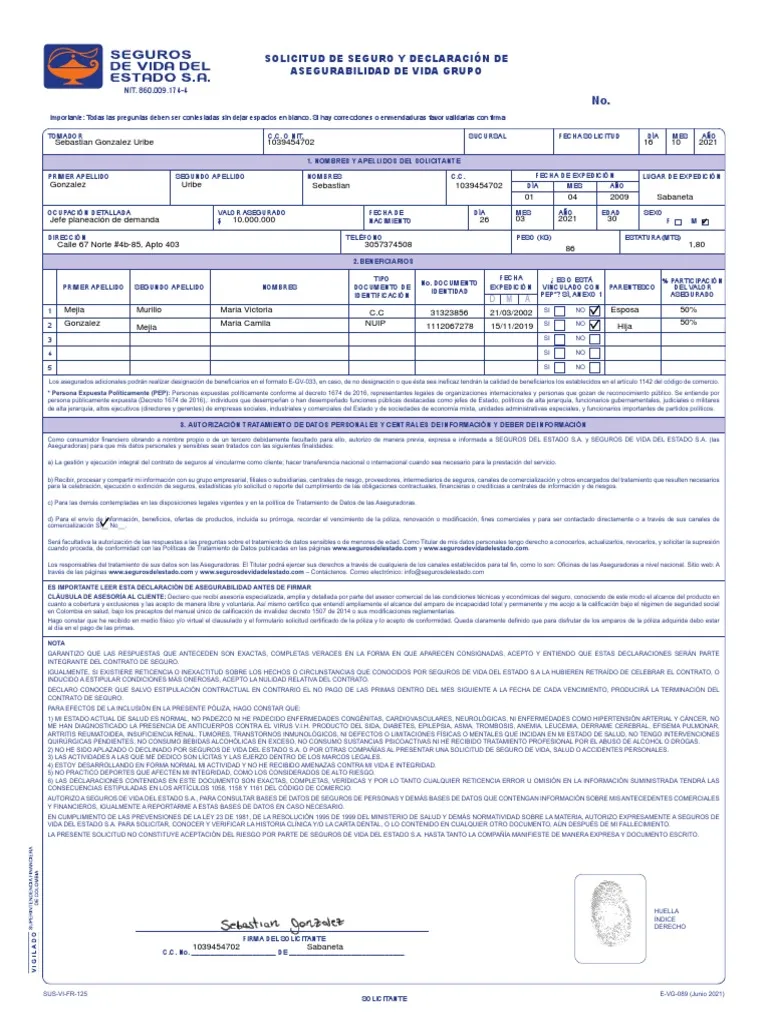 SEGUROS
DE VIDA DEL
ESTADO S.A.
NIT. 860.009.174-4
SOLICITUD DE SEGURO Y DECLARACIÓN DE
ASEGURABILIDAD DE VIDA GRUPO
No.
Importante: Todas las preguntas deben ser contestadas sin dejar espacios en blanco. Si hay correcciones o enmendaduras favor validarlas con firma
TOMADOR C.C. O NIT. SUCURSAL FECHA SOLICITUD DÍA MES AÑO
Sebastian Gonzalez Uribe 1039454702 16 10 2021
1. NOMBRES Y APELLIDOS DEL SOLICITANTE
PRIMER APELLIDO SEGUNDO APELLIDO NOMBRES C.C. FECHA DE EXPEDICIÓN LUGAR DE EXPEDICIÓN
Gonzalez Uribe Sebastian 1039454702 DÍA MES AÑO
01 04 2009 Sabaneta
OCUPACIÓN DETALLADA VALOR ASEGURADO FECHA DE NACIMIENTO DÍA MES AÑO EDAD SEXO
Jefe planeación de demanda $ 10.000.000 26 03 2021 30 F M ✓
DIRECCIÓN TELÉFONO PESO (KG) ESTATURA (MTS)
Calle 67 Norte #4b-85, Apto 403 3057374508 86 1,80
2. BENEFICIARIOS
PRIMER APELLIDO SEGUNDO APELLIDO NOMBRES TIPO DOCUMENTO DE IDENTIFICACIÓN No. DOCUMENTO IDENTIDAD FECHA EXPEDICIÓN D M A ¿ ESO ESTÁ VINCULADO CON PEP*? SÍ, ANEXO 1 PARENTESCO % PARTICIPACIÓN DEL VALOR ASEGURADO
1 Mejia Murillo Maria Victoria C.C 31323856 21/03/2002 SI NO ✓ Esposa 50%
2 Gonzalez Mejia Maria Camila NUIP 1112067278 15/11/2019 SI NO ✓ Hija 50%
3 SI NO
4 SI NO
5 SI NO
Los asegurados adicionales podrán realizar designación de beneficiarios en el formato E-GV-033, en caso, de no designación o que ésta sea ineficaz tendrán la calidad de beneficiarios los establecidos en el artículo 1142 del código de comercio.
* Persona Expuesta Políticamente (PEP): Personas expuestas políticamente conforme al decreto 1674 de 2016, representantes legales de organizaciones internacionales y personas que gozan de reconocimiento público. Se entiende por
persona expuesta públicamente (Decreto 1674 de 2016)., individuos que desempeñan o han desempeñado funciones públicas destacadas como jefes de Estado, políticos de alta jerarquía, funcionarios gubernamentales, judiciales o militares
de alta jerarquía, altos ejecutivos (directores y gerentes) de empresas sociales, industriales y comerciales del Estado y de sociedades de economía mixta, unidades administrativas especiales, y funcionarios importantes de partidos políticos.
3. AUTORIZACIÓN TRATAMIENTO DE DATOS PERSONALES Y CENTRALES DE INFORMACIÓN Y DEBER DE INFORMACIÓN
Como consumidor financiero obrando a nombre propio o de un tercero debidamente facultado para ello, autorizo de manera previa, expresa e informada a SEGUROS DEL ESTADO S.A. y SEGUROS DE VIDA DEL ESTADO S.A. (las
Aseguradoras) para que mis datos personales y sensibles sean tratados con las siguientes finalidades:
a) La gestión y ejecución integral del contrato de seguros al vincularme como cliente; hacer transferencia nacional o internacional cuando sea necesario para la prestación del servicio.
b) Recibir, procesar y compartir mi información con su grupo empresarial, filiales o subsidiarias, centrales de riesgo, proveedores, intermediarios de seguros, canales de comercialización y otros encargados del tratamiento que resulten necesarios
para la celebración, ejecución o extinción de seguros, estadísticas y/o solicitud o reporte del cumplimiento de las obligaciones contractuales, financieras o crediticias a centrales de información y de riesgos.
c) Para las demás contempladas en las disposiciones legales vigentes y en la política de Tratamiento de Datos de las Aseguradoras.
d) Para el envío de información, beneficios, ofertas de productos, incluida su prórroga, recordar el vencimiento de la póliza, renovación o modificación, fines comerciales y para ser contactado directamente o a través de sus canales de
comercialización Si ✓ No__.
Será facultativa la autorización de las respuestas a las preguntas sobre el tratamiento de datos sensibles o de menores de edad. Como Titular de mis datos personales tengo derecho a conocerlos, actualizarlos, revocarlos, y solicitar la supresión
cuando proceda, de conformidad con las Políticas de Tratamiento de Datos publicadas en las páginas www.segurosdelestado.com y www.segurosdevidadelestado.com.
Los responsables del tratamiento de sus datos son las Aseguradoras. El Titular podrá ejercer sus derechos a través de cualquiera de los canales establecidos para tal fin, como lo son: Oficinas de las Aseguradoras a nivel nacional. Sitio web. A
través de las páginas www.segurosdelestado.com y www.segurosdevidadelestado.com – Contáctenos. Correo electrónico: info@segurosdelestado.com
ES IMPORTANTE LEER ESTA DECLARACIÓN DE ASEGURABILIDAD ANTES DE FIRMAR
CLÁUSULA DE ASESORÍA AL CLIENTE: Declaro que recibí asesoría especializada, amplia y detallada por parte del asesor comercial de las condiciones técnicas y económicas del seguro, conociendo de este modo el alcance del producto en
cuanto a cobertura y exclusiones y las acepto de manera libre y voluntaria. Así mismo certifico que entendí ampliamente el alcance del amparo de incapacidad total y permanente y me acojo a la calificación bajo el régimen de seguridad social
en Colombia en salud, bajo los preceptos del manual único de calificación de invalidez decreto 1507 de 2014 o sus modificaciones reglamentarias.
Hago constar que he recibido en medio físico y/o virtual el clausulado y el formulario solicitud certificado de la póliza y lo acepto de conformidad. Queda claramente definido que para disfrutar de los amparos de la póliza adquirida debo estar
al día en el pago de las primas.
NOTA
GARANTIZO QUE LAS RESPUESTAS QUE ANTECEDEN SON EXACTAS, COMPLETAS VERACES EN LA FORMA EN QUE APARECEN CONSIGNADAS. ACEPTO Y ENTIENDO QUE ESTAS DECLARACIONES SERÁN PARTE
INTEGRANTE DEL CONTRATO DE SEGURO.
IGUALMENTE, SI EXISTIERE RETICENCIA O INEXACTITUD SOBRE LOS HECHOS O CIRCUNSTANCIAS QUE CONOCIDOS POR SEGUROS DE VIDA DEL ESTADO S.A LA HUBIEREN RETRAÍDO DE CELEBRAR EL CONTRATO, O
INDUCIDO A ESTIPULAR CONDICIONES MÁS ONEROSAS, ACEPTO LA NULIDAD RELATIVA DEL CONTRATO.
DECLARO CONOCER QUE SALVO ESTIPULACIÓN CONTRACTUAL EN CONTRARIO EL NO PAGO DE LAS PRIMAS DENTRO DEL MES SIGUIENTE A LA FECHA DE CADA VENCIMIENTO, PRODUCIRÁ LA TERMINACIÓN DEL
CONTRATO DE SEGURO.
PARA EFECTOS DE LA INCLUSIÓN EN LA PRESENTE PÓLIZA, HAGO CONSTAR QUE:
1) MI ESTADO ACTUAL DE SALUD ES NORMAL, NO PADEZCO NI HE PADECIDO ENFERMEDADES CONGÉNITAS, CARDIOVASCULARES, NEUROLÓGICAS, NI ENFERMEDADES COMO HIPERTENSIÓN ARTERIAL Y CÁNCER, NO
ME HAN DIAGNOSTICADO LA PRESENCIA DE ANTICUERPOS CONTRA EL VIRUS V.I.H. PRODUCTO DEL SIDA, DIABETES, EPILEPSIA, ASMA, TROMBOSIS, ANEMIA, LEUCEMIA, DERRAME CEREBRAL. EFISEMA PULMONAR,
ARTRITIS REUMATOIDEA, INSUFICIENCIA RENAL, TUMORES, TRANSTORNOS INMUNOLÓGICOS, NI DEFECTOS O LIMITACIONES FÍSICAS O MENTALES QUE INCIDAN EN MI ESTADO DE SALUD, NO TENGO INTERVENCIONES
QUIRÚRGICAS PENDIENTES, NO CONSUMO BEBIDAS ALCOHÓLICAS EN EXCESO, NO CONSUMO SUSTANCIAS PSICOACTIVAS NI HE RECIBIDO TRATAMIENTO POR EL ABUSO DE ALCOHOL O DROGAS.
2) NO HE SIDO APLAZADO O DECLINADO POR SEGUROS DE VIDA DEL ESTADO S.A. O POR OTRAS COMPAÑÍAS AL PRESENTAR UNA SOLICITUD DE SEGURO DE VIDA, SALUD O ACCIDENTES PERSONALES.
3) LAS ACTIVIDADES A LAS QUE ME DEDICO SON LÍCITAS Y LAS EJERZO DENTRO DE LOS MARCOS LEGALES.
4) ESTOY DESARROLLANDO EN FORMA NORMAL MI ACTIVIDAD Y NO HE RECIBIDO AMENAZAS CONTRA MI VIDA E INTEGRIDAD.
5) NO PRACTICO DEPORTES QUE AFECTEN MI INTEGRIDAD, COMO LOS CONSIDERADOS DE ALTO RIESGO.
6) LAS DECLARACIONES CONTENIDAS EN ESTE DOCUMENTO SON EXACTAS, COMPLETAS, VERÍDICAS Y POR LO TANTO CUALQUIER RETICENCIA ERROR U OMISIÓN EN LA INFORMACIÓN SUMINISTRADA TENDRÁ LAS
CONSECUENCIAS ESTIPULADAS EN LOS ARTÍCULOS 1058, 1158 Y 1161 DEL CÓDIGO DE COMERCIO.
AUTORIZO A SEGUROS DE VIDA DEL ESTADO S.A., PARA CONSULTAR BASES DE DATOS DE SEGUROS DE PERSONAS Y DEMÁS BASES DE DATOS QUE CONTENGAN INFORMACIÓN SOBRE MIS ANTECEDENTES COMERCIALES
Y FINANCIEROS, IGUALMENTE A REPORTARME A ESTAS BASES DE DATOS EN CASO NECESARIO.
EN CUMPLIMIENTO DE LAS PREVENCIONES DE LA LEY 23 DE 1981, DE LA RESOLUCIÓN 1995 DE 1999 DEL MINISTERIO DE SALUD Y DEMÁS NORMATIVIDAD SOBRE LA MATERIA, AUTORIZO EXPRESAMENTE A SEGUROS DE
VIDA DEL ESTADO S.A. PARA SOLICITAR, CONOCER Y VERIFICAR LA HISTORIA CLÍNICA Y/O LA CARTA DENTAL, O LO CONTENIDO EN CUALQUIER OTRO DOCUMENTO, AÚN DESPUÉS DE MI FALLECIMIENTO.
LA PRESENTE SOLICITUD NO CONSTITUYE ACEPTACIÓN DEL RIESGO POR PARTE DE SEGUROS DE VIDA DEL ESTADO S.A. HASTA TANTO LA COMPAÑÍA MANIFIESTE DE MANERA EXPRESA Y DOCUMENTO ESCRITO.
VIGILADO SUPERINTENDENCIA FINANCIERA DE COLOMBIA
Sebastian Gonzalez
FIRMA DEL SOLICITANTE
C.C. No. 1039454702 DE Sabaneta
HUELLA
ÍNDICE
DERECHO
SUS-VI-FR-125
SOLICITANTE
E-VG-089 (Junio 2021)